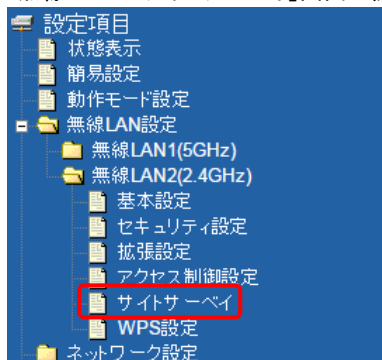 設定項目
状態表示
簡易設定
動作モード設定
無線LAN設定
無線LAN1(5GHz)
無線LAN2(2.4GHz)
基本設定
セキュリティ設定
拡張設定
アクセス制御設定
サイトサーベイ
WPS設定
ネットワーク設定